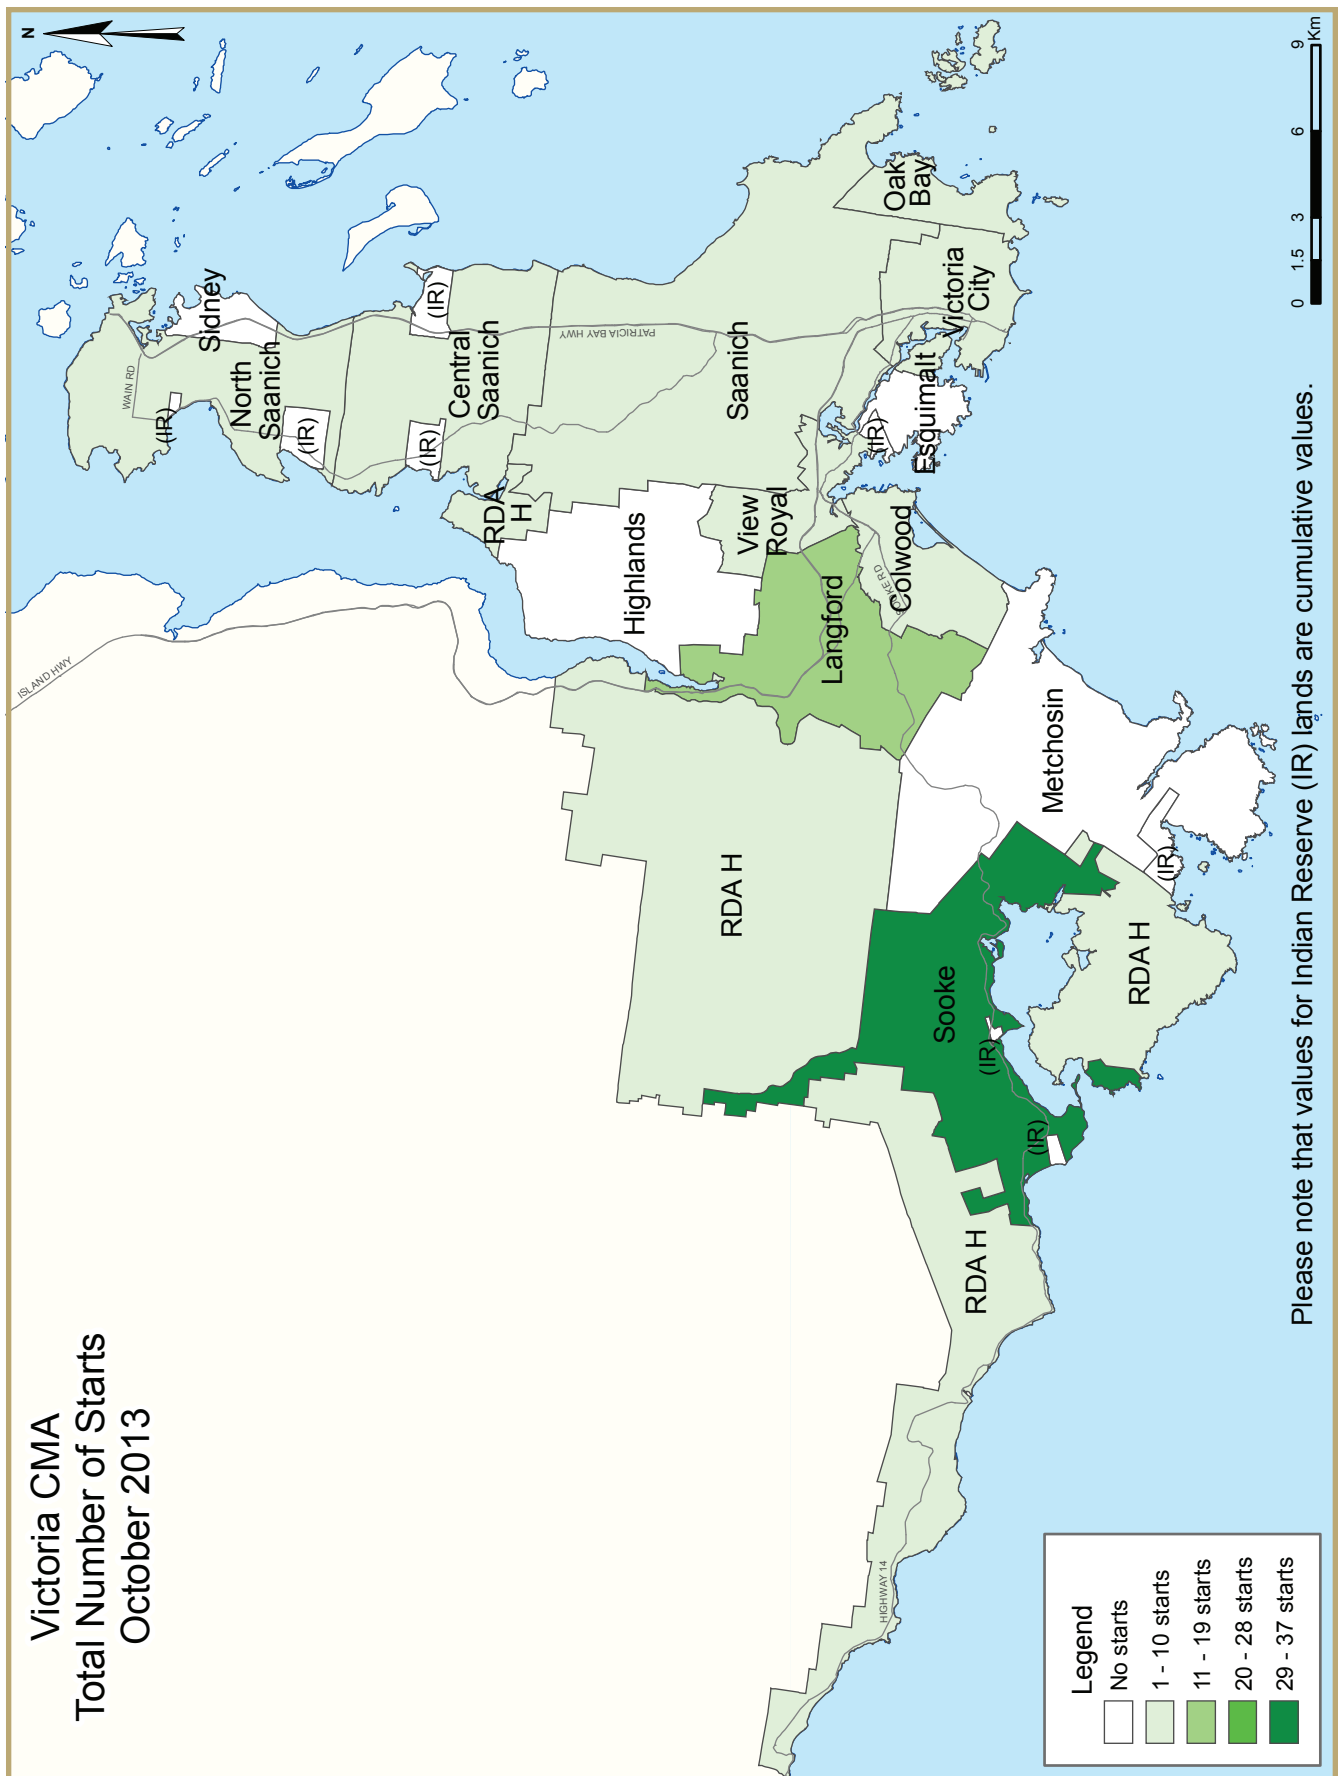 Victoria CMA
Total Number of Starts
October 2013
N
ISLAND HWY
WAIN RD
Sidney
(IR)
North
Saanich
(IR)
(IR)
(IR)
Central
Saanich
RDA
H
PATRICIA BAY HWY
Saanich
Highlands
View
Royal
Oak
Bay
Victoria
City
Esquimalt
(IR)
Langford
Colwood
SOOKE RD
Metchosin
(IR)
RDA H
Sooke
(IR)
(IR)
RDA H
RDA H
HIGHWAY 14
Legend
No starts
1 - 10 starts
11 - 19 starts
20 - 28 starts
29 - 37 starts
0 1.5 3 6 9
Km
Please note that values for Indian Reserve (IR) lands are cumulative values.